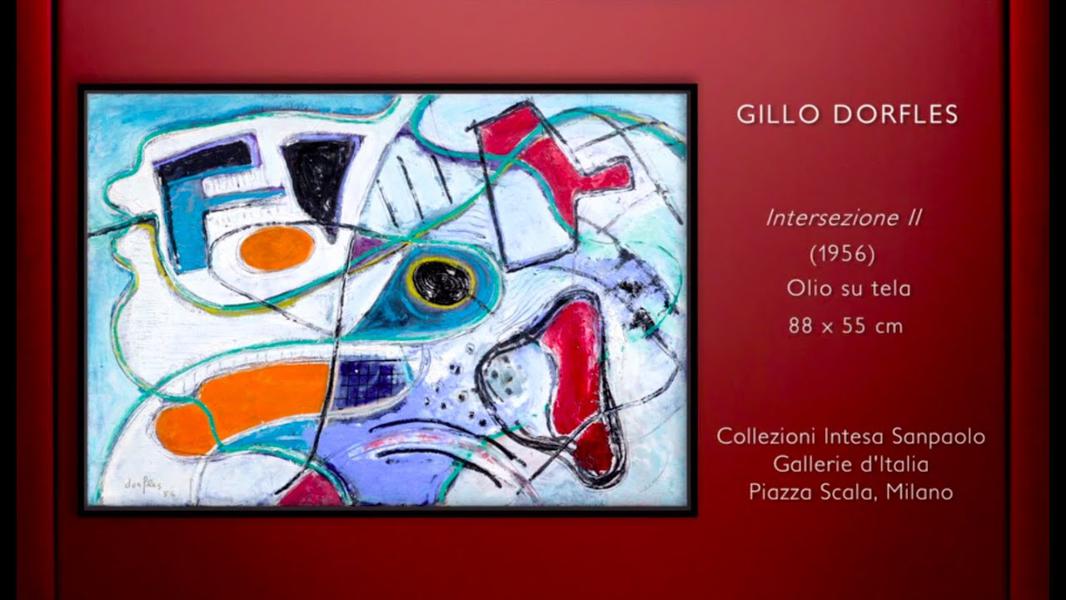 GILLO DORFLES
Intersezione II
(1956)
Olio su tela
88 x 55 cm
Collezioni Intesa Sanpaolo
Gallerie d'Italia
Piazza Scala, Milano
dorfles
56